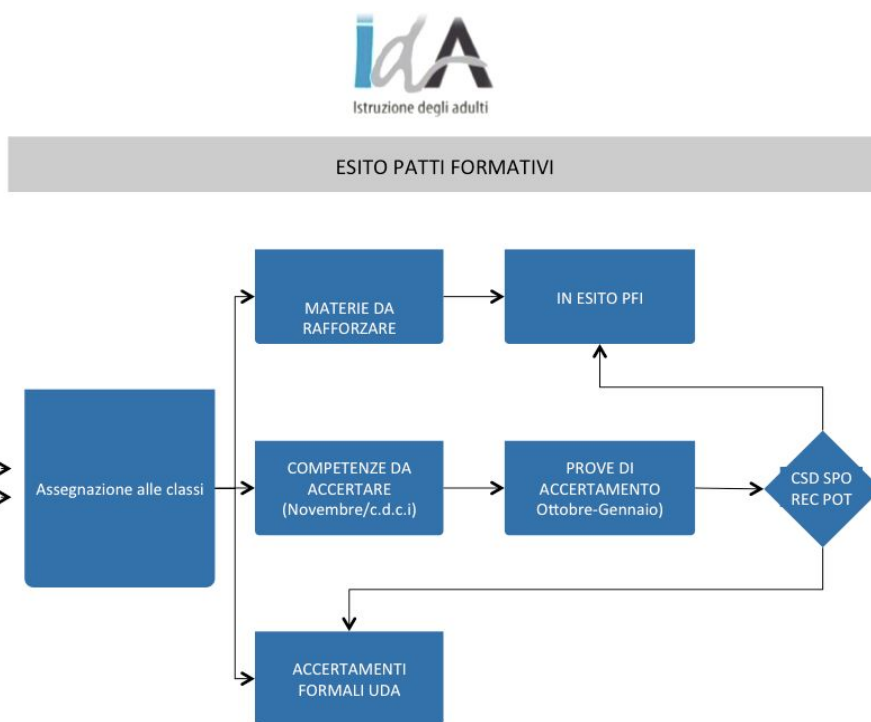 IdA
Istruzione degli adulti
ESITO PATTI FORMATIVI
MATERIE DA
RAFFORZARE
IN ESITO PFI
Assegnazione alle classi
COMPETENZE DA
ACCERTARE
(Novembre/c.d.c.i)
PROVE DI
ACCERTAMENTO
Ottobre-Gennaio)
CSD SPO
REC POT
ACCERTAMENTI
FORMALI UDA